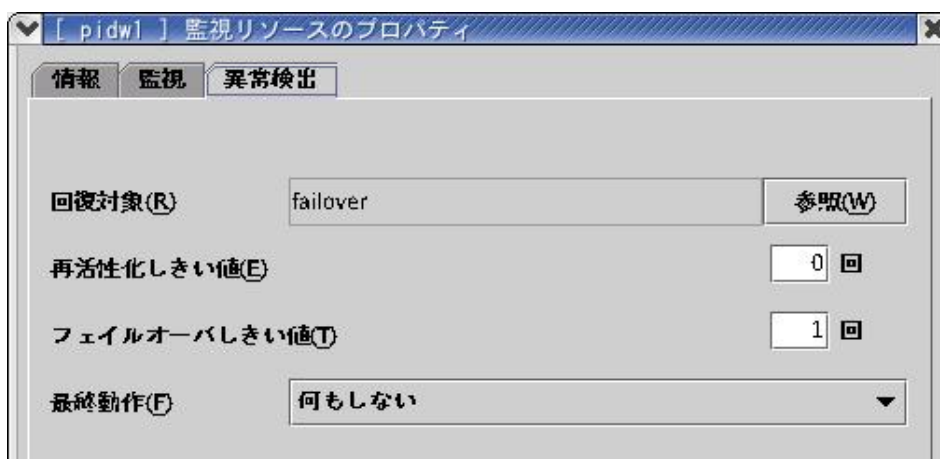 [ pidw1 ] 監視リソースのプロパティ
情報 監視 異常検出
回復対象(R) failover 参照(W)
再活性化しきい値(E) 0 回
フェイルオーバしきい値(T) 1 回
最終動作(F) 何もしない